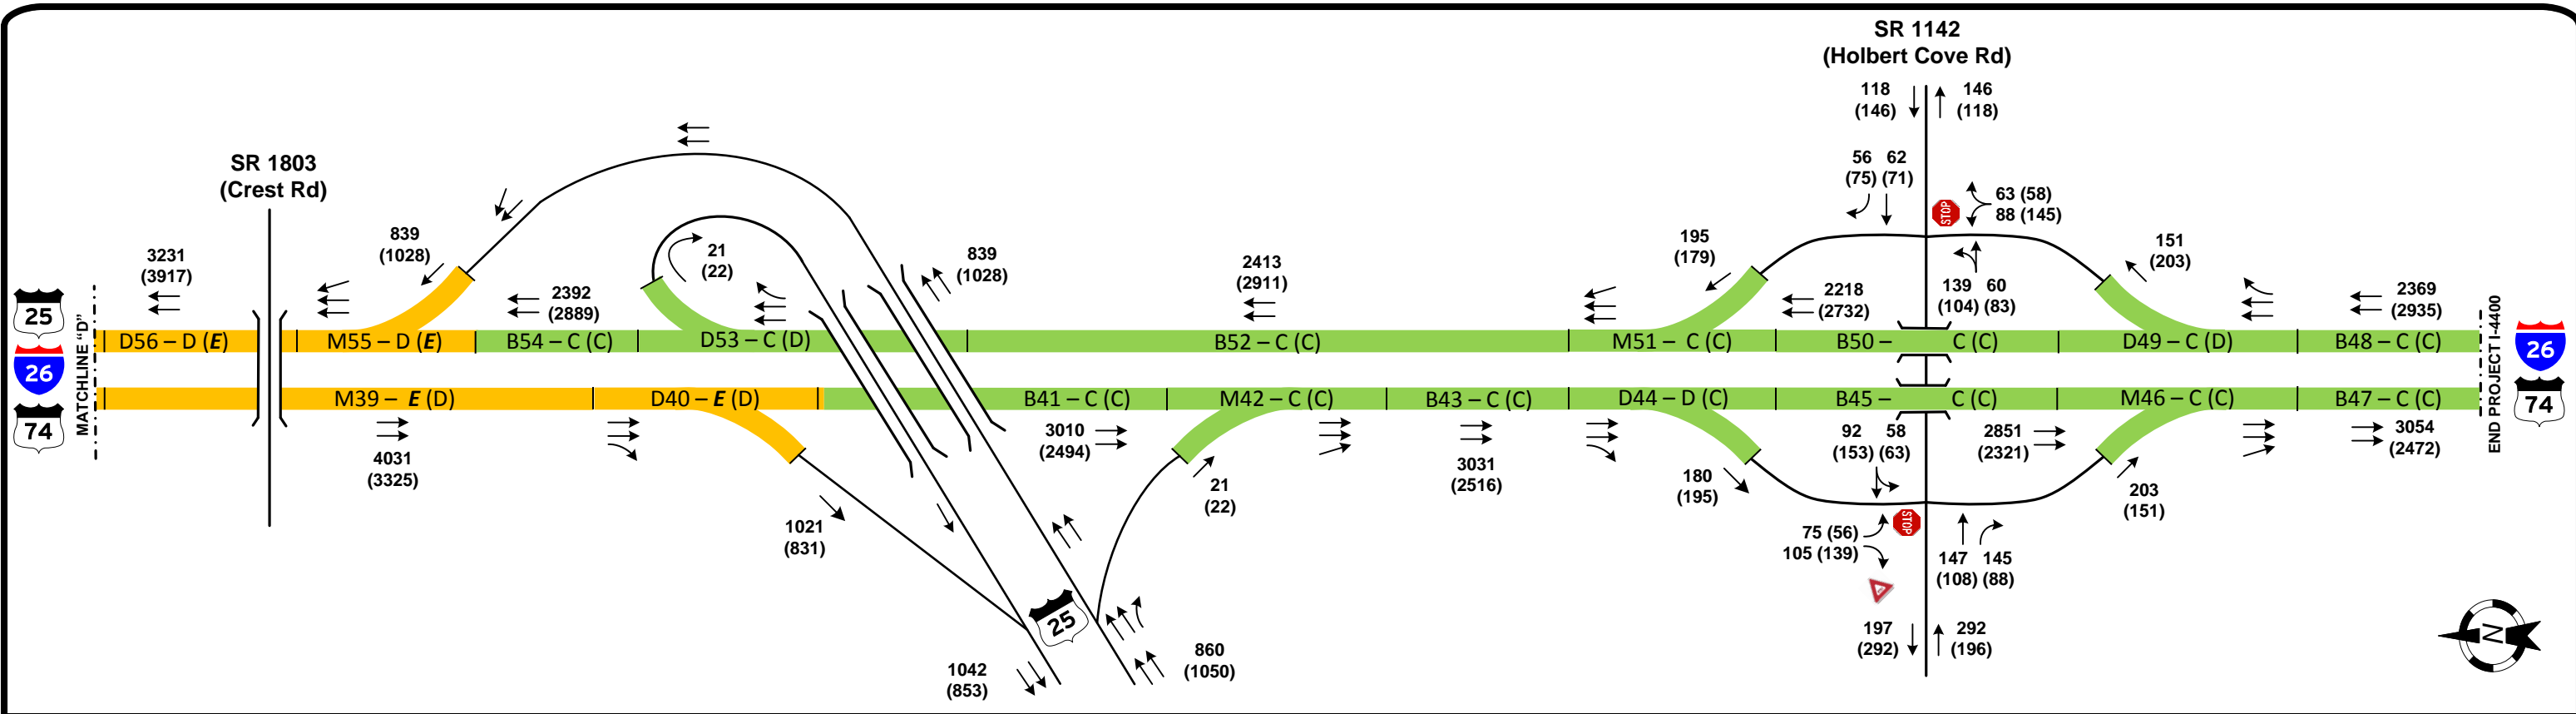 SR 1142
(Holbert Cove Rd)
118
(146)
146
(118)
SR 1803
(Crest Rd)
56 62
(75) (71)
STOP
63 (58)
88 (145)
3231
(3917)
839
(1028)
21
(22)
839
(1028)
2413
(2911)
195
(179)
139 60
(104) (83)
151
(203)
2392
(2889)
2218
(2732)
2369
(2935)
25
26
74
MATCHLINE "D"
D56 – D (E)
M55 – D (E)
B54 – C (C)
D53 – C (D)
B52 – C (C)
M51 – C (C)
B50 – C (C)
D49 – C (D)
B48 – C (C)
END PROJECT I-4400
26
74
M39 – E (D)
D40 – E (D)
B41 – C (C)
M42 – C (C)
B43 – C (C)
D44 – D (C)
B45 – C (C)
M46 – C (C)
B47 – C (C)
4031
(3325)
3010
(2494)
3031
(2516)
92 58
(153) (63)
2851
(2321)
3054
(2472)
1021
(831)
21
(22)
180
(195)
203
(151)
75 (56)
105 (139)
STOP
147 145
(108) (88)
25
1042
(853)
860
(1050)
197
(292)
292
(196)
N